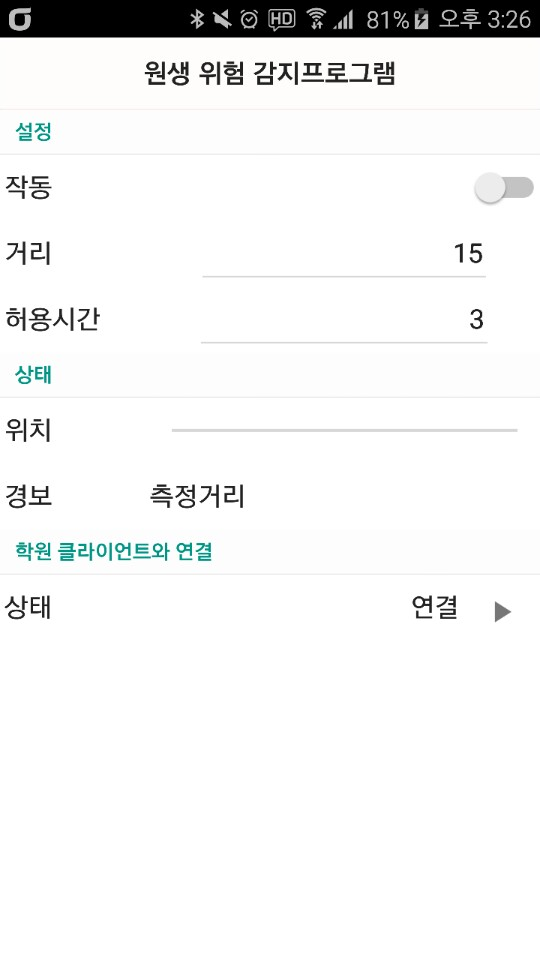 HD 81% 오후 3:26
원생 위험 감지프로그램
설정
작동
거리 15
허용시간 3
상태
위치
경보 측정거리
학원 클라이언트와 연결
상태 연결